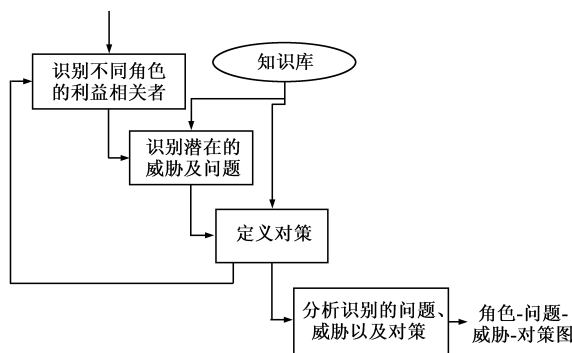 识别不同角色
的利益相关者
知识库
识别潜在的
威胁及问题
定义对策
分析识别的问题、
威胁以及对策
角色-问题-
威胁-对策图